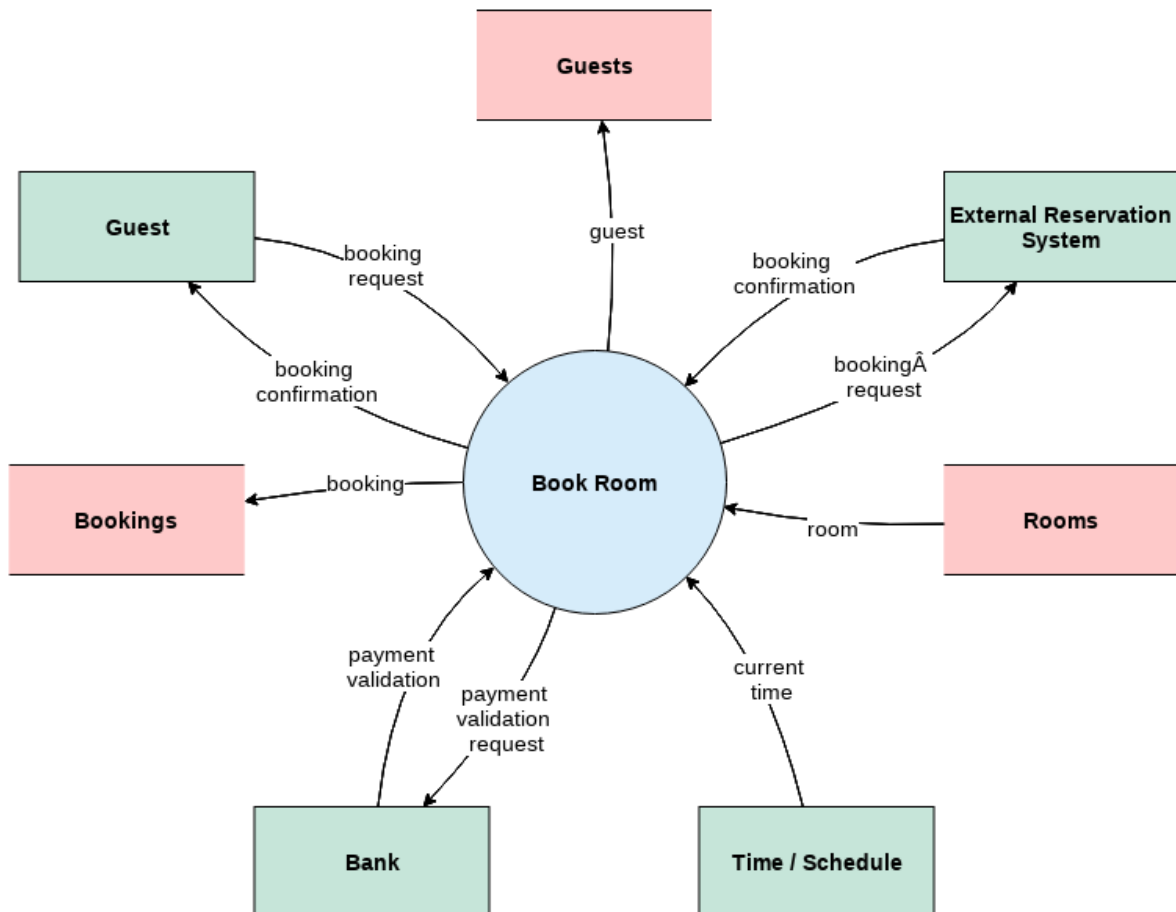 Guests
Guest
External Reservation
System
guest
booking
request
booking
confirmation
booking
confirmation
bookingÂ
request
booking
Bookings
Book Room
room
Rooms
payment
validation
payment
validation
request
current
time
Bank
Time / Schedule